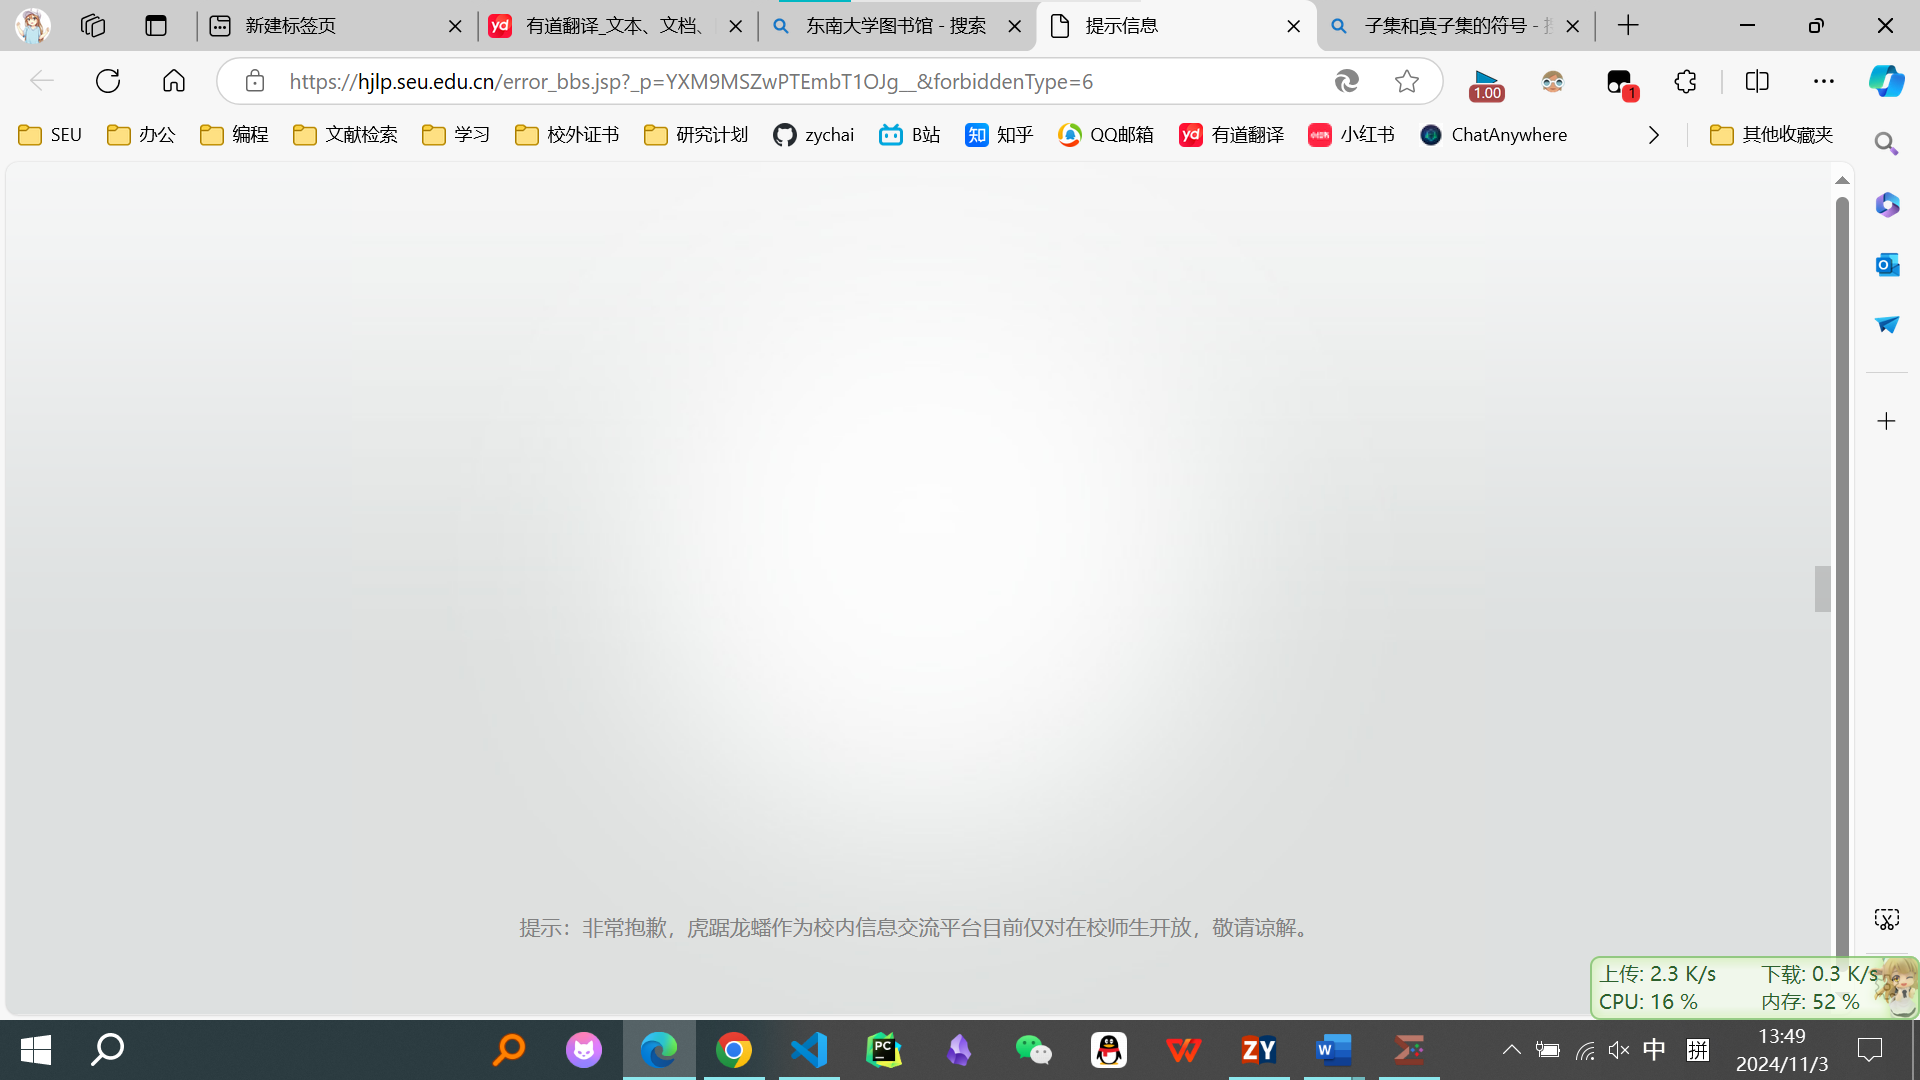 新建标签页
有道翻译_文本、文档、
东南大学图书馆 - 搜索
提示信息
子集和真子集的符号 - 搜
https://hjlp.seu.edu.cn/error_bbs.jsp?_p=YXM9MSZwPTEmbT1OJg__&forbiddenType=6
1.00
1
SEU
办公
编程
文献检索
学习
校外证书
研究计划
zychai
B站
知乎
QQ邮箱
有道翻译
小红书
ChatAnywhere
其他收藏夹
提示：非常抱歉，虎踞龙蟠作为校内信息交流平台目前仅对在校师生开放，敬请谅解。
上传: 2.3 K/s
下载: 0.3 K/s
CPU: 16 %
内存: 52 %
中
拼
13:49
2024/11/3